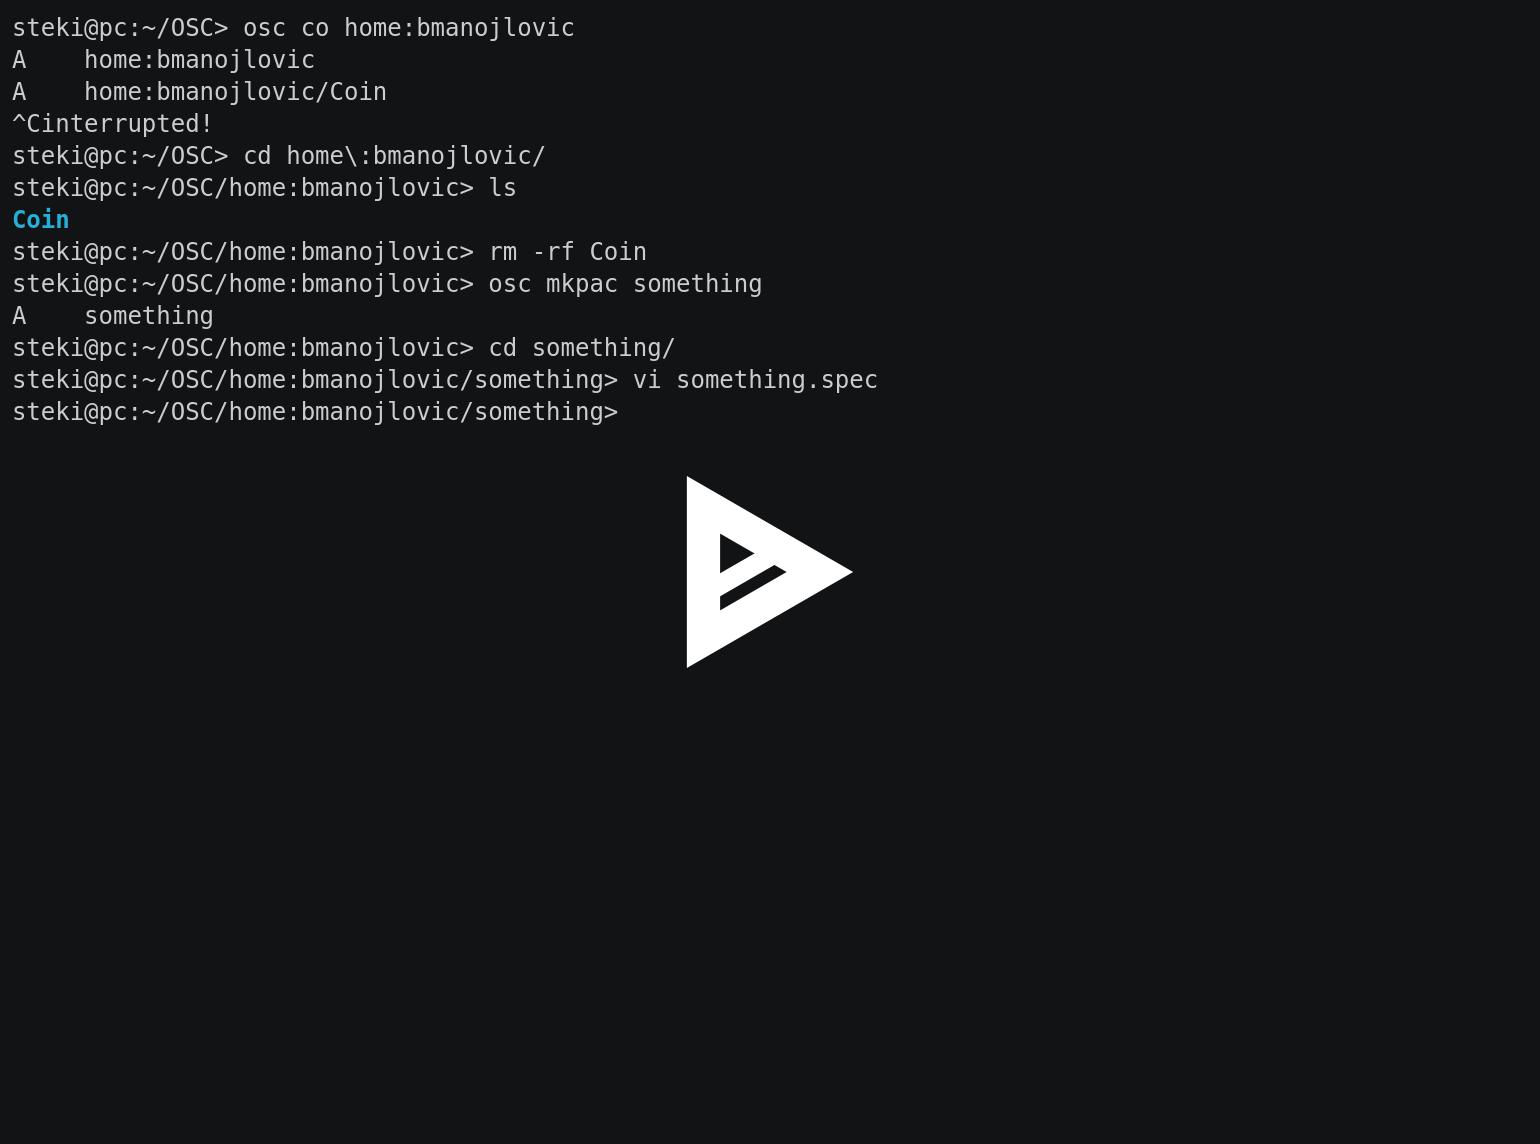 steki@pc:~/OSC> osc co home:bmanojlovic
A    home:bmanojlovic
A    home:bmanojlovic/Coin
^Cinterrupted!
steki@pc:~/OSC> cd home\:bmanojlovic/
steki@pc:~/OSC/home:bmanojlovic> ls
Coin
steki@pc:~/OSC/home:bmanojlovic> rm -rf Coin
steki@pc:~/OSC/home:bmanojlovic> osc mkpac something
A    something
steki@pc:~/OSC/home:bmanojlovic> cd something/
steki@pc:~/OSC/home:bmanojlovic/something> vi something.spec
steki@pc:~/OSC/home:bmanojlovic/something>